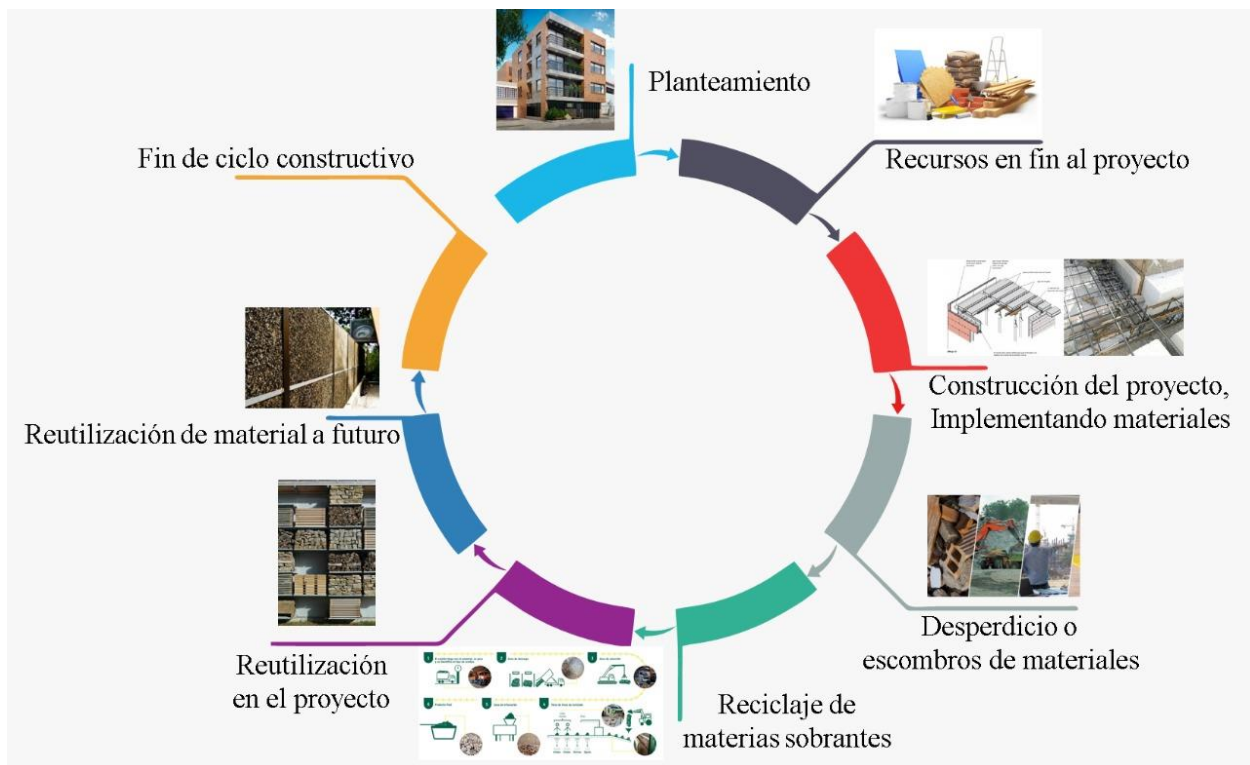 Planteamiento
Recursos en fin al proyecto
Construcción del proyecto,
Implementando materiales
Desperdicio o
escombros de materiales
Reciclaje de
materias sobrantes
Reutilización
en el proyecto
Reutilización de material a futuro
Fin de ciclo constructivo